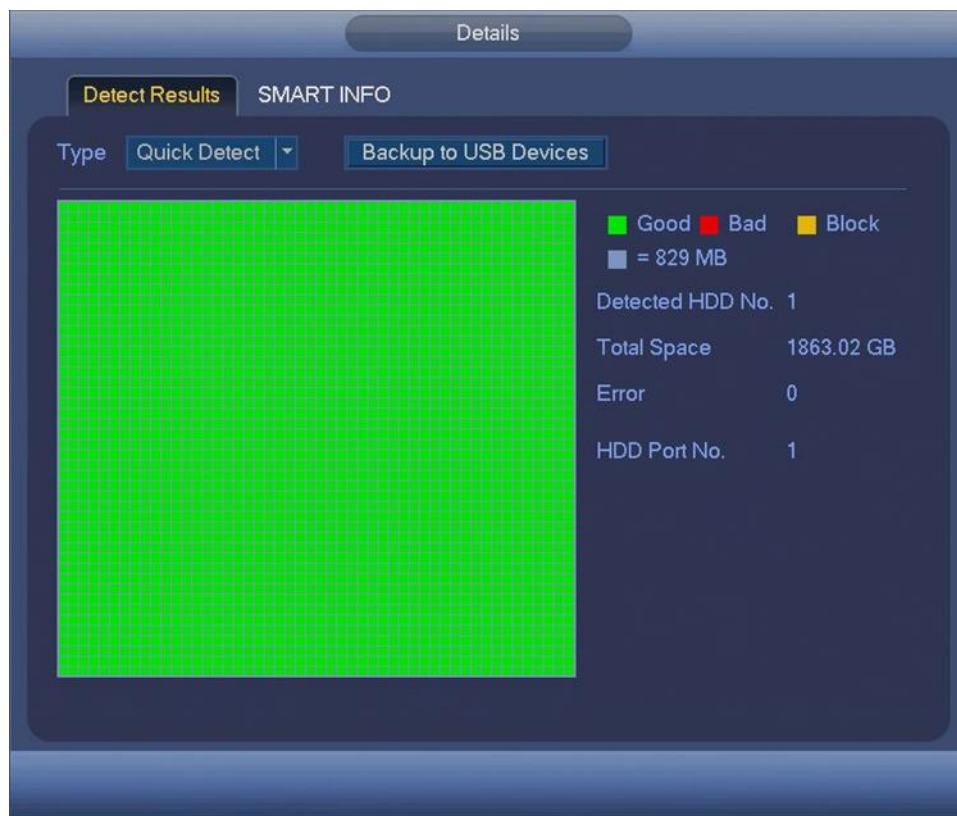 Details
Detect Results SMART INFO
Type Quick Detect Backup to USB Devices
Good Bad Block
= 829 MB
Detected HDD No. 1
Total Space 1863.02 GB
Error 0
HDD Port No. 1